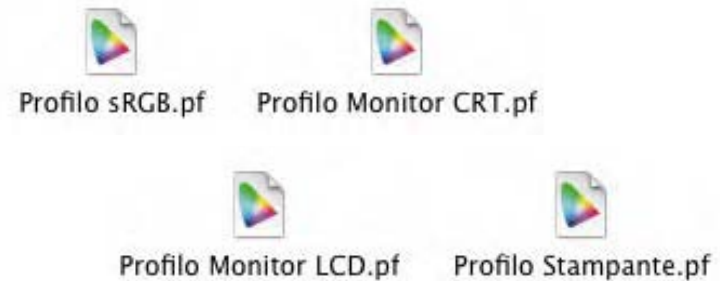 Profilo sRGB.pf
Profilo Monitor CRT.pf
Profilo Monitor LCD.pf
Profilo Stampante.pf